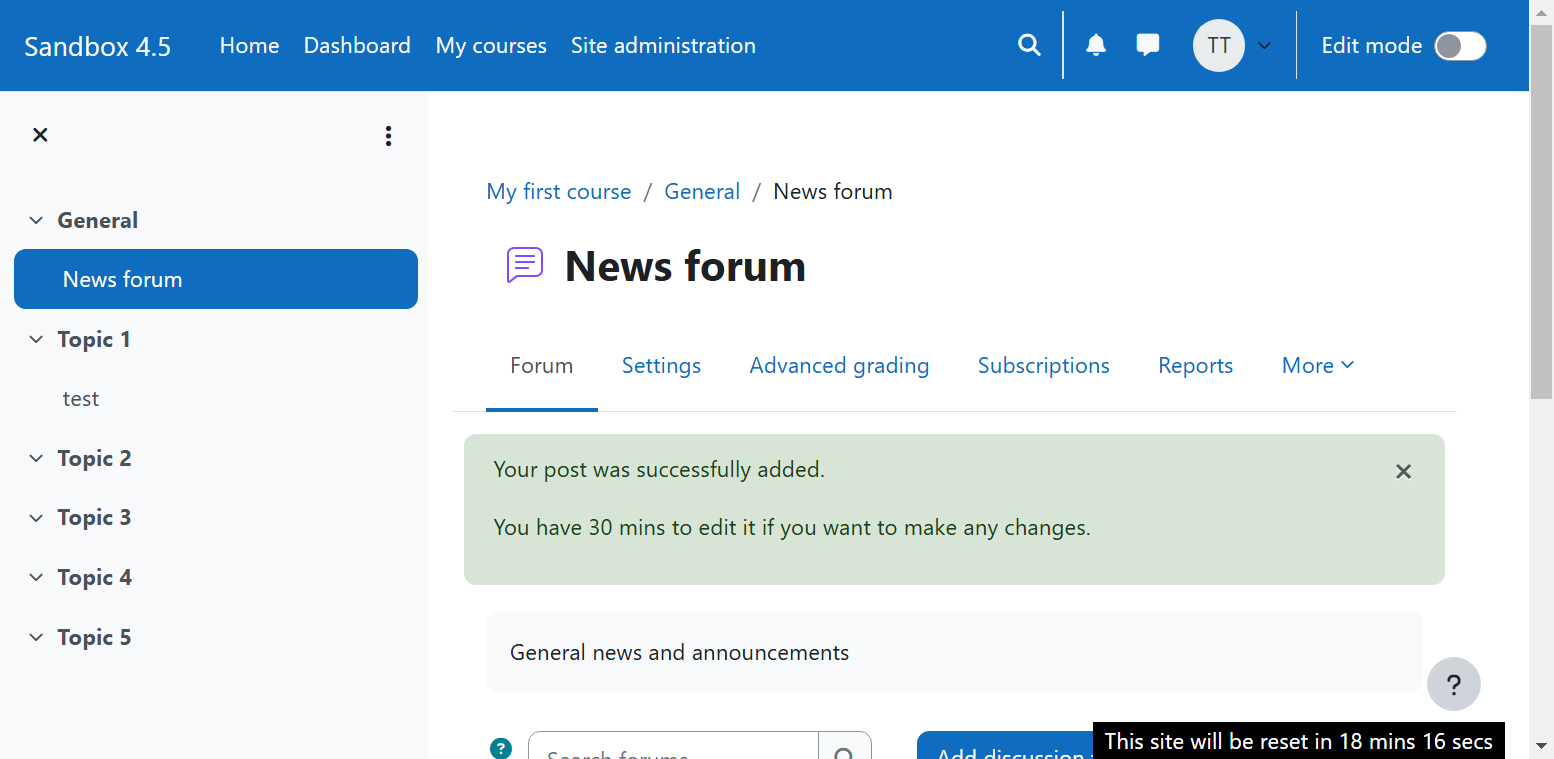 Sandbox 4.5 Home Dashboard My courses Site administration TT Edit mode
General
News forum
Topic 1
test
Topic 2
Topic 3
Topic 4
Topic 5
My first course / General / News forum
News forum
Forum Settings Advanced grading Subscriptions Reports More
Your post was successfully added.
You have 30 mins to edit it if you want to make any changes.
General news and announcements
?
? Search forums Add discussion
This site will be reset in 18 mins 16 secs